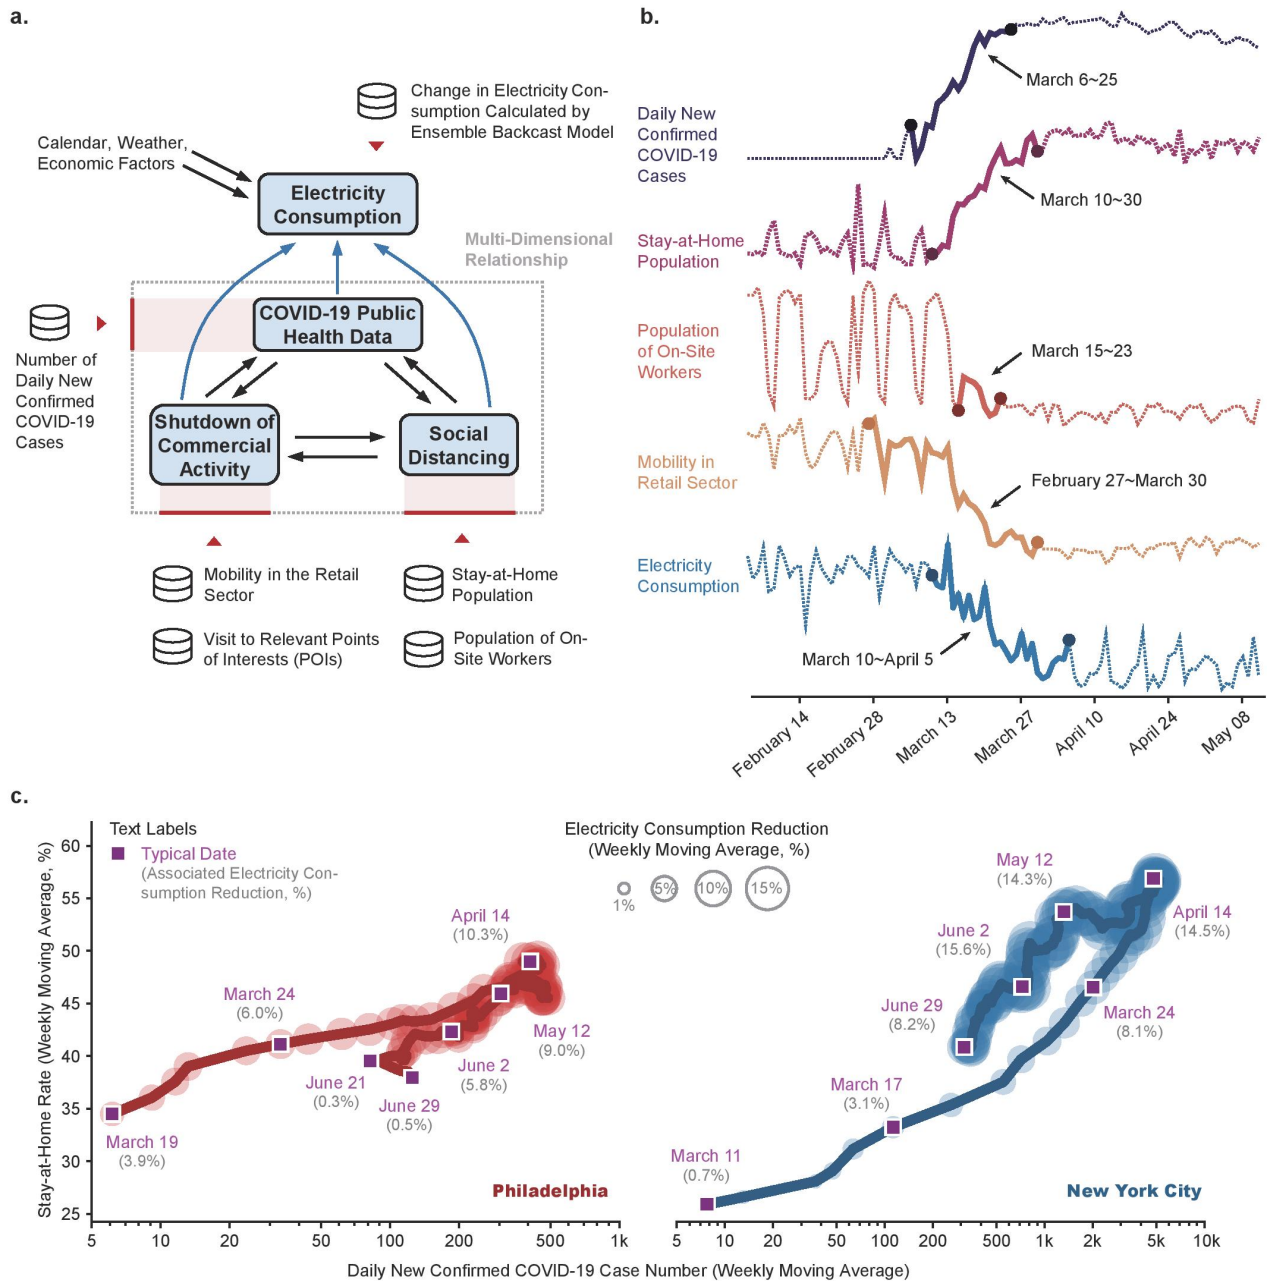 a.
Change in Electricity Con-
sumption Calculated by
Ensemble Backcast Model
Calendar, Weather,
Economic Factors
Electricity
Consumption
Multi-Dimensional
Relationship
COVID-19 Public
Health Data
Number of
Daily New
Confirmed
COVID-19
Cases
Shutdown of
Commercial
Activity
Social
Distancing
Mobility in the Retail
Sector
Stay-at-Home
Population
Visit to Relevant Points
of Interests (POIs)
Population of On-
Site Workers
b.
March 6~25
Daily New
Confirmed
COVID-19
Cases
March 10~30
Stay-at-Home
Population
Population
of On-Site
Workers
March 15~23
Mobility in
Retail Sector
February 27~March 30
Electricity
Consumption
March 10~April 5
February 14
February 28
March 13
March 27
April 10
April 24
May 08
c.
Stay-at-Home Rate (Weekly Moving Average, %)
60
55
50
45
40
35
30
25
Text Labels
Typical Date
(Associated Electricity Con-
sumption Reduction, %)
Electricity Consumption Reduction
(Weekly Moving Average, %)
1%
5%
10%
15%
April 14
(10.3%)
March 24
(6.0%)
May 12
(9.0%)
June 2
(5.8%)
June 21
(0.3%)
June 29
(0.5%)
March 19
(3.9%)
Philadelphia
5 10 20 50 100 200 500 1k
May 12
(14.3%)
April 14
(14.5%)
June 2
(15.6%)
June 29
(8.2%)
March 24
(8.1%)
March 17
(3.1%)
March 11
(0.7%)
New York City
5 10 20 50 100 200 500 1k 2k 5k 10k
Daily New Confirmed COVID-19 Case Number (Weekly Moving Average)